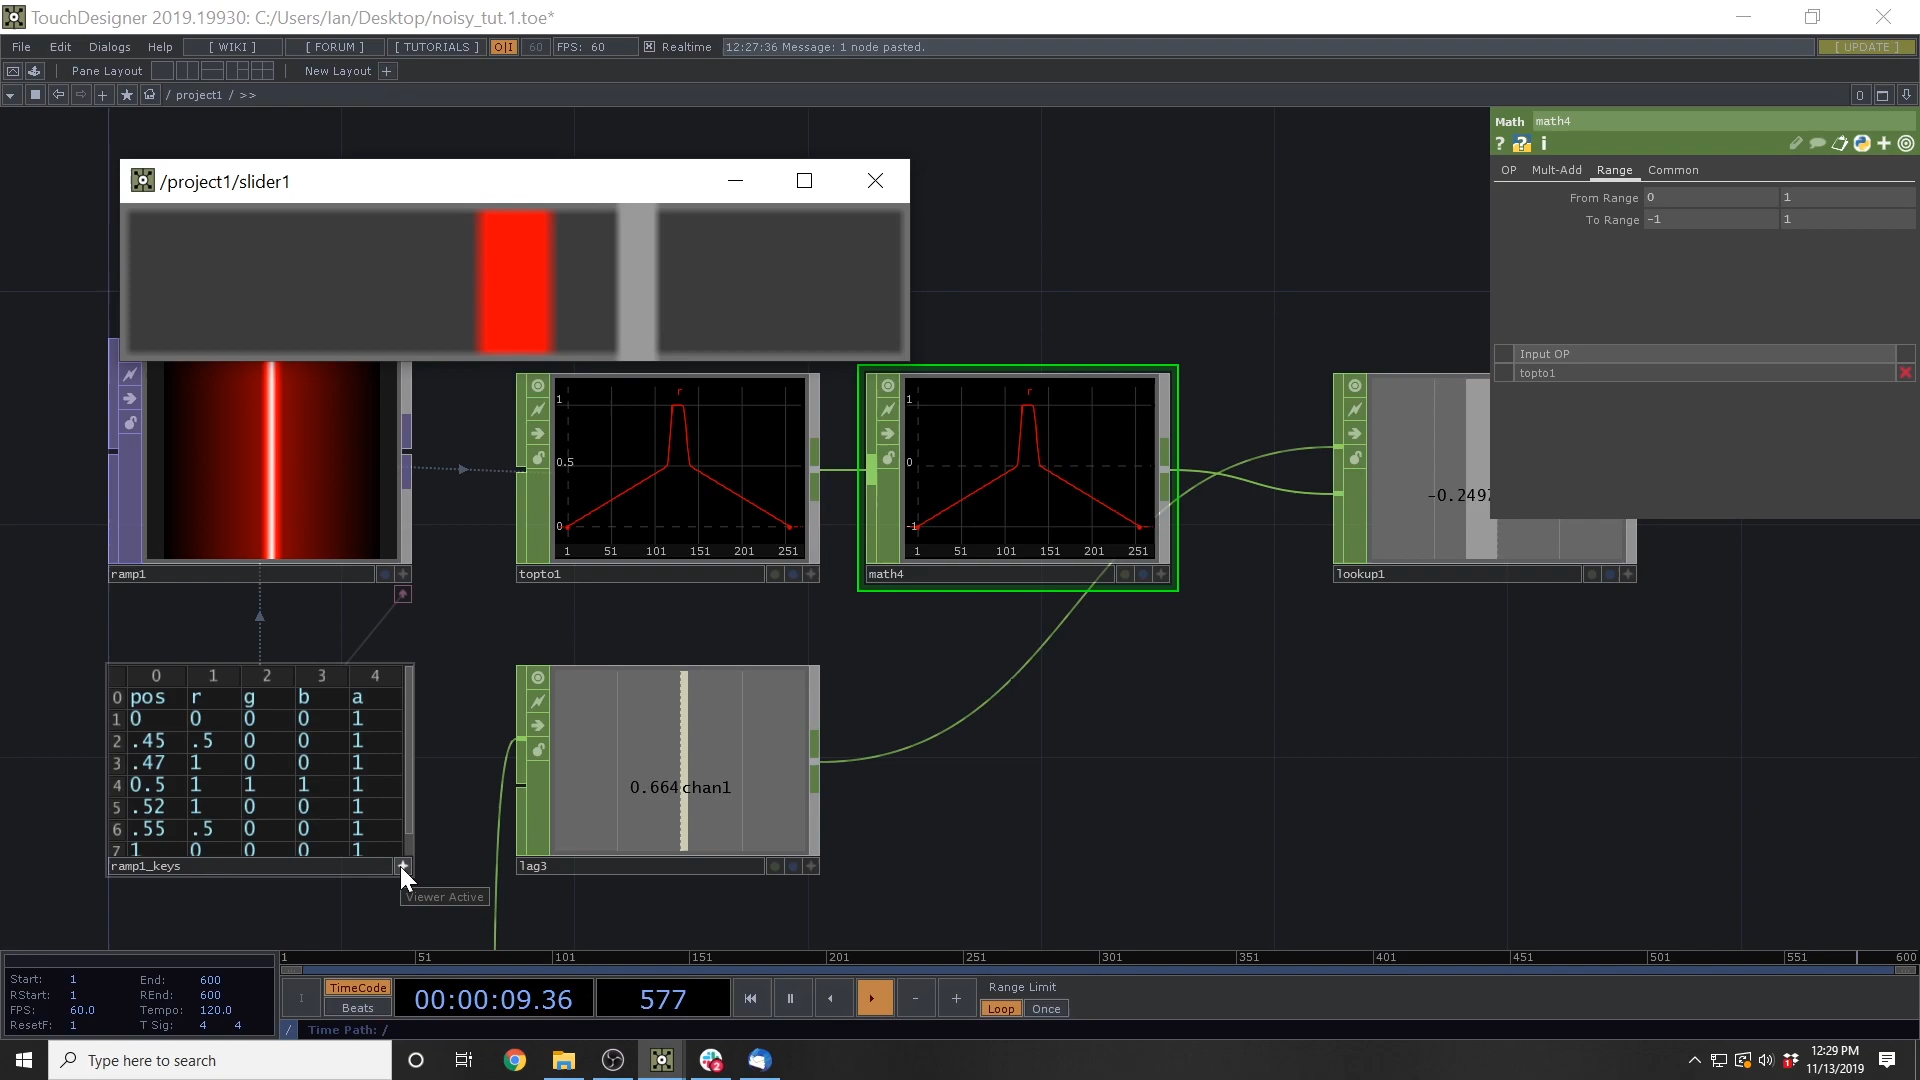 TouchDesigner 2019.19930: C:/Users/Ian/Desktop/noisy_tut.1.toe*
File Edit Dialogs Help [ WIKI ] [ FORUM ] [ TUTORIALS ] O|I 60 FPS: 60 Realtime 12:27:36 Message: 1 node pasted. [ UPDATE ]
Pane Layout New Layout +
/ project1 / >> 0
Math math4
? ? i
OP Mult-Add Range Common
From Range 0 1
To Range -1 1
Input OP
topto1
/project1/slider1
r
1
0.5
0
1 51 101 151 201 251
r
1
0
-1
1 51 101 151 201 251
-0.249
ramp1
topto1
math4
lookup1
0 1 2 3 4
0 pos r g b a
1 0 0 0 0 1
2 .45 .5 0 0 1
3 .47 1 0 0 1
4 0.5 1 1 1 1
5 .52 1 0 0 1
6 .55 .5 0 0 1
7 1 0 0 0 1
ramp1_keys
Viewer Active
0.664 chan1
lag3
1 51 101 151 201 251 301 351 401 451 501 551 600
Start: 1 End: 600
RStart: 1 REnd: 600
FPS: 60.0 Tempo: 120.0
ResetF: 1 T Sig: 4 4
I TimeCode
Beats
00:00:09.36 577
- +
Range Limit
Loop Once
/ Time Path: /
Type here to search
2
12:29 PM
11/13/2019